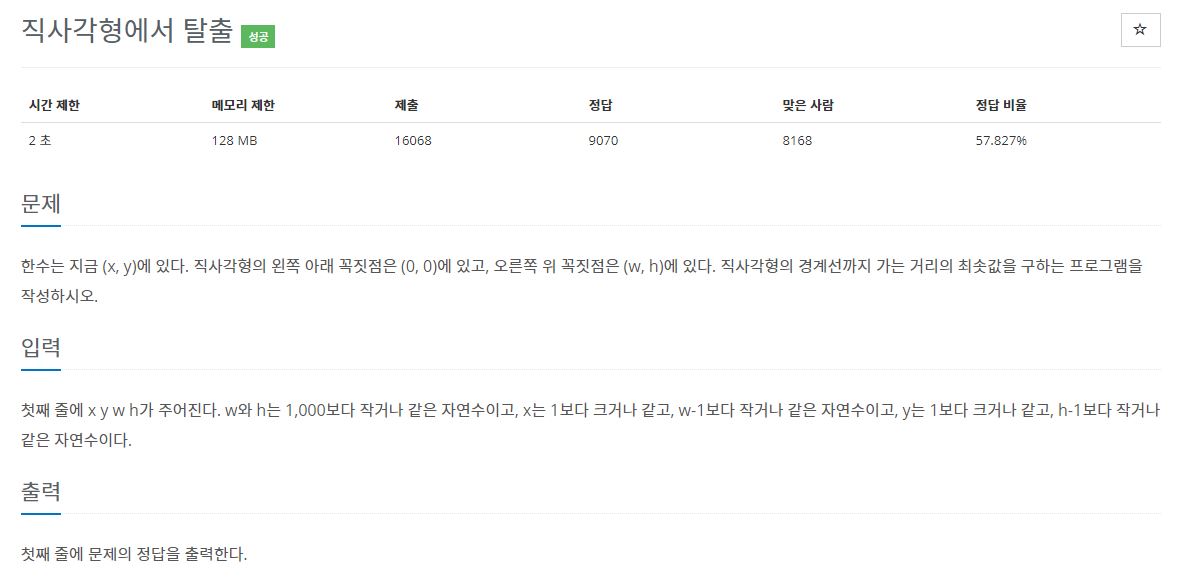 직사각형에서 탈출 성공
☆
시간 제한 메모리 제한 제출 정답 맞은 사람 정답 비율
2 초 128 MB 16068 9070 8168 57.827%
문제
한수는 지금 (x, y)에 있다. 직사각형의 왼쪽 아래 꼭짓점은 (0, 0)에 있고, 오른쪽 위 꼭짓점은 (w, h)에 있다. 직사각형의 경계선까지 가는 거리의 최솟값을 구하는 프로그램을
작성하시오.
입력
첫째 줄에 x y w h가 주어진다. w와 h는 1,000보다 작거나 같은 자연수이고, x는 1보다 크거나 같고, w-1보다 작거나 같은 자연수이고, y는 1보다 크거나 같고, h-1보다 작거나
같은 자연수이다.
출력
첫째 줄에 문제의 정답을 출력한다.